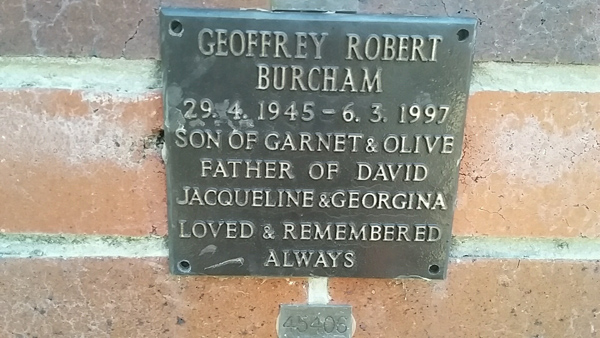 GEOFFREY ROBERT
BURCHAM
29. 4. 1945 - 6. 3. 1997
SON OF GARNET & OLIVE
FATHER OF DAVID
JACQUELINE & GEORGINA
LOVED & REMEMBERED
ALWAYS
45406